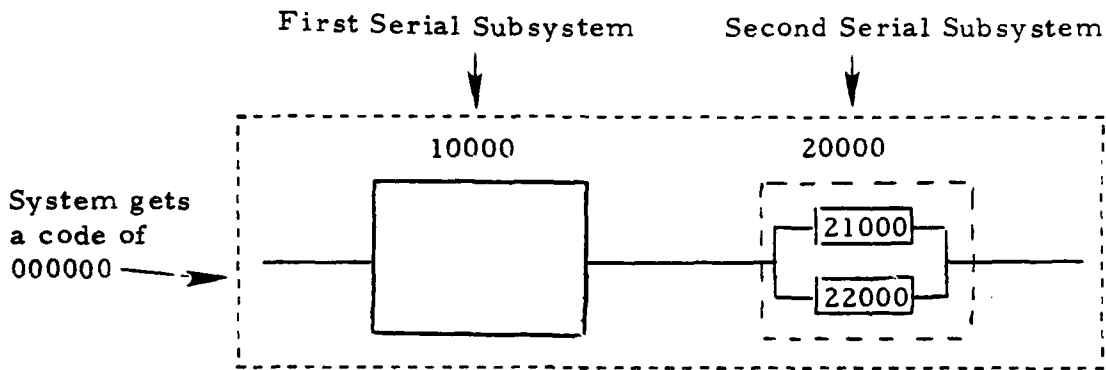 First Serial Subsystem
Second Serial Subsystem
10000
20000
System gets
a code of
000000
21000
22000